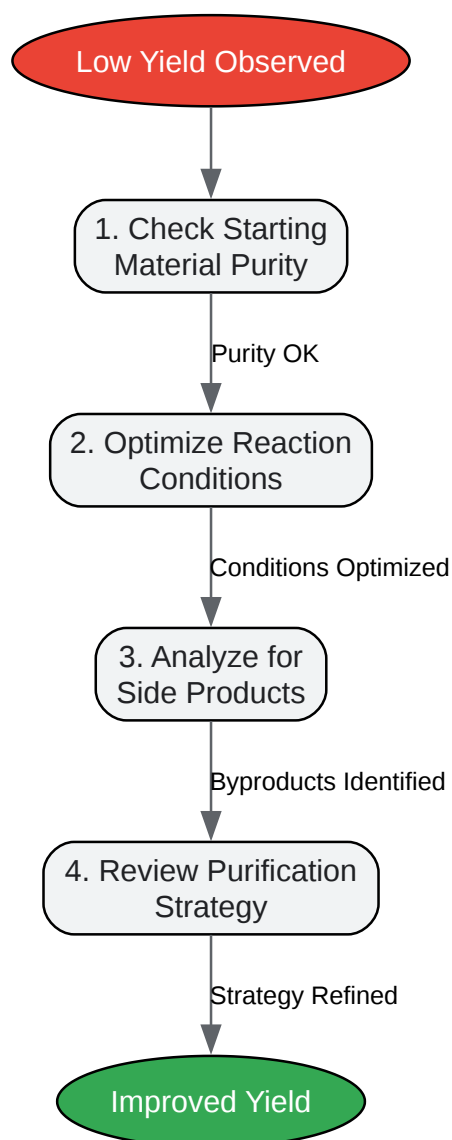 Low Yield Observed
1. Check Starting
Material Purity
Purity OK
2. Optimize Reaction
Conditions
Conditions Optimized
3. Analyze for
Side Products
Byproducts Identified
4. Review Purification
Strategy
Strategy Refined
Improved Yield